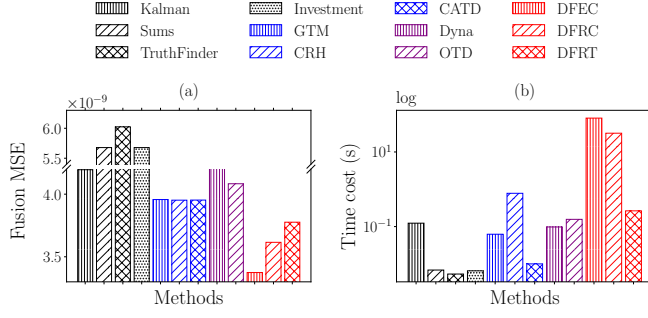 Kalman Investment CATD DFEC
Sums GTM Dyna DFRC
TruthFinder CRH OTD DFRT
(a) (b)
×10⁻⁹ log
6.0
5.5
4.0
3.5
Fusion MSE
Methods
10¹
10⁻¹
Time cost (s)
Methods